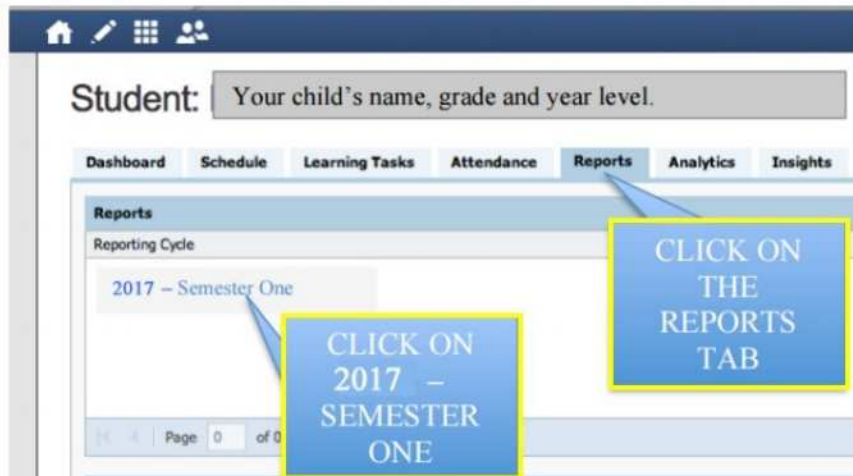 Student:
Your child's name, grade and year level.
Dashboard Schedule Learning Tasks Attendance Reports Analytics Insights
Reports
Reporting Cycle
2017 – Semester One
CLICK ON
THE
REPORTS
TAB
CLICK ON
2017 –
SEMESTER
ONE
Page 0 of 0